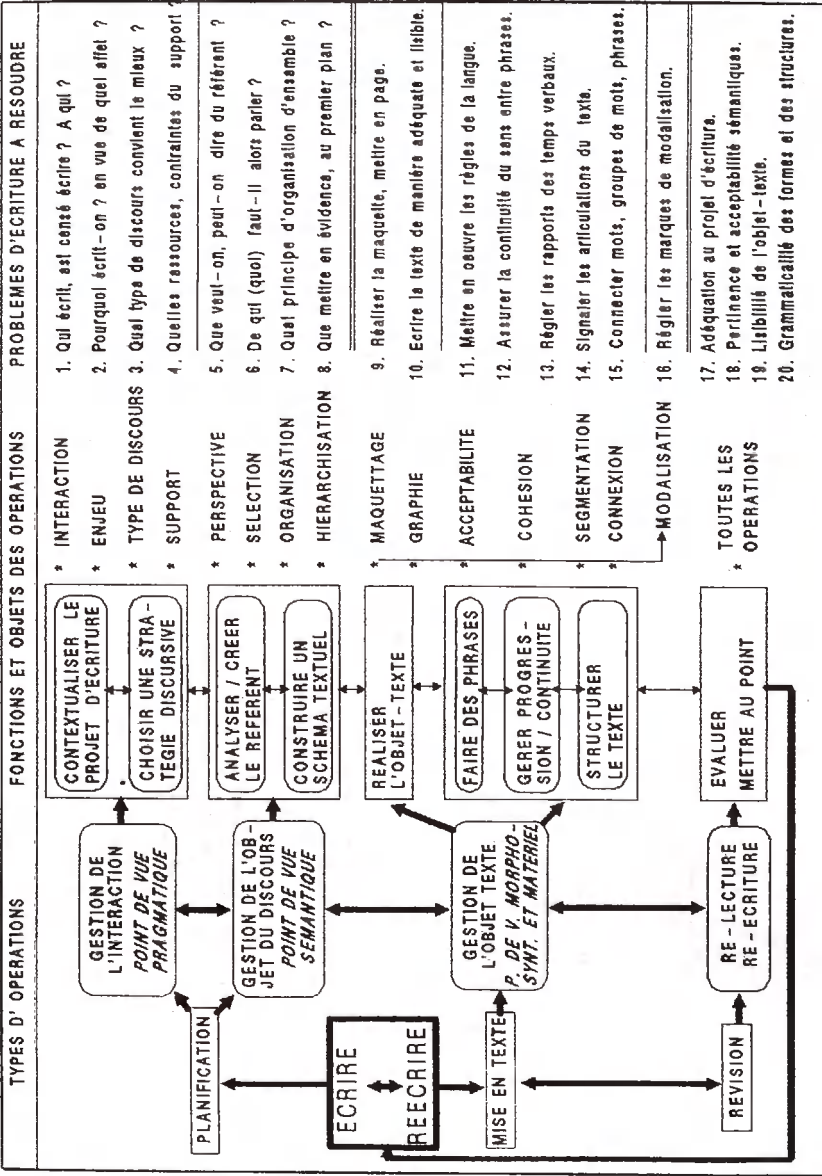 TYPES D' OPERATIONS
FONCTIONS ET OBJETS DES OPERATIONS
PROBLEMES D'ECRITURE A RESOUDRE
ECRIRE
REECRIRE
PLANIFICATION
MISE EN TEXTE
REVISION
GESTION DE
L'INTERACTION
POINT DE VUE
PRAGMATIQUE
GESTION DE L'OB-
JET DU DISCOURS
POINT DE VUE
SEMANTIQUE
GESTION DE
L'OBJET TEXTE.
P. DE V. MORPHO-
SYNT. ET MATERIEL
RE-LECTURE
RE-ECRITURE
CONTEXTUALISER LE
PROJET D'ECRITURE
CHOISIR UNE STRA-
TEGIE DISCURSIVE
ANALYSER / CREER
LE REFERENT
CONSTRUIRE UN
SCHEMA TEXTUEL
REALISER
L'OBJET-TEXTE
FAIRE DES PHRASES
GERER PROGRES-
SION / CONTINUITE
STRUCTURER
LE TEXTE
EVALUER
METTRE AU POINT
* INTERACTION
* ENJEU
* TYPE DE DISCOURS
* SUPPORT
* PERSPECTIVE
* SELECTION
* ORGANISATION
* HIERARCHISATION
* MAQUETTAGE
* GRAPHIE
* ACCEPTABILITE
* COHESION
* SEGMENTATION
* CONNEXION
MODALISATION
* TOUTES LES
OPERATIONS
1. Qui écrit, est censé écrire ? A qui ?
2. Pourquoi écrit-on ? en vue de quel effet ?
3. Quel type de discours convient le mieux ?
4. Quelles ressources, contraintes du support ?
5. Que veut-on, peut-on dire du référent ?
6. De qui (quoi) faut-il alors parler ?
7. Quel principe d'organisation d'ensemble ?
8. Que mettre en évidence, au premier plan ?
9. Réaliser la maquette, mettre en page.
10. Ecrire le texte de manière adéquate et lisible.
11. Mettre en oeuvre les règles de la langue.
12. Assurer la continuité du sens entre phrases.
13. Régler les rapports des temps verbaux.
14. Signaler les articulations du texte.
15. Connecter mots, groupes de mots, phrases.
16. Régler les marques de modalisation.
17. Adéquation au projet d'écriture.
18. Pertinence et acceptabilité sémantiques.
19. Lisibilité de l'objet-texte.
20. Grammaticalité des formes et des structures.